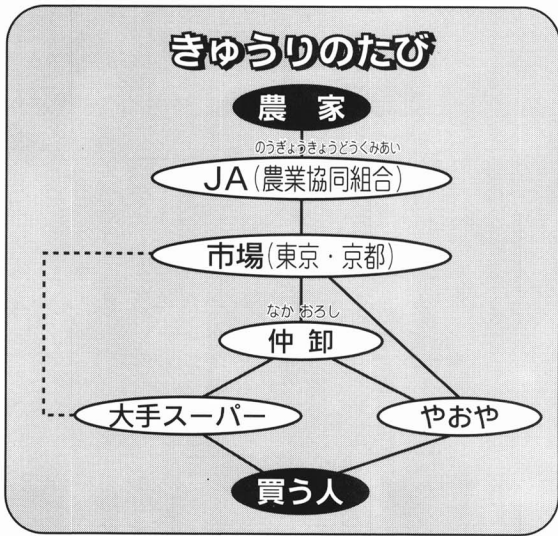 きゅうりのたび
農家
のうぎょうきょうどうくみあい
JA(農業協同組合)
市場(東京・京都)
なかおろし
仲卸
大手スーパー
やおや
買う人